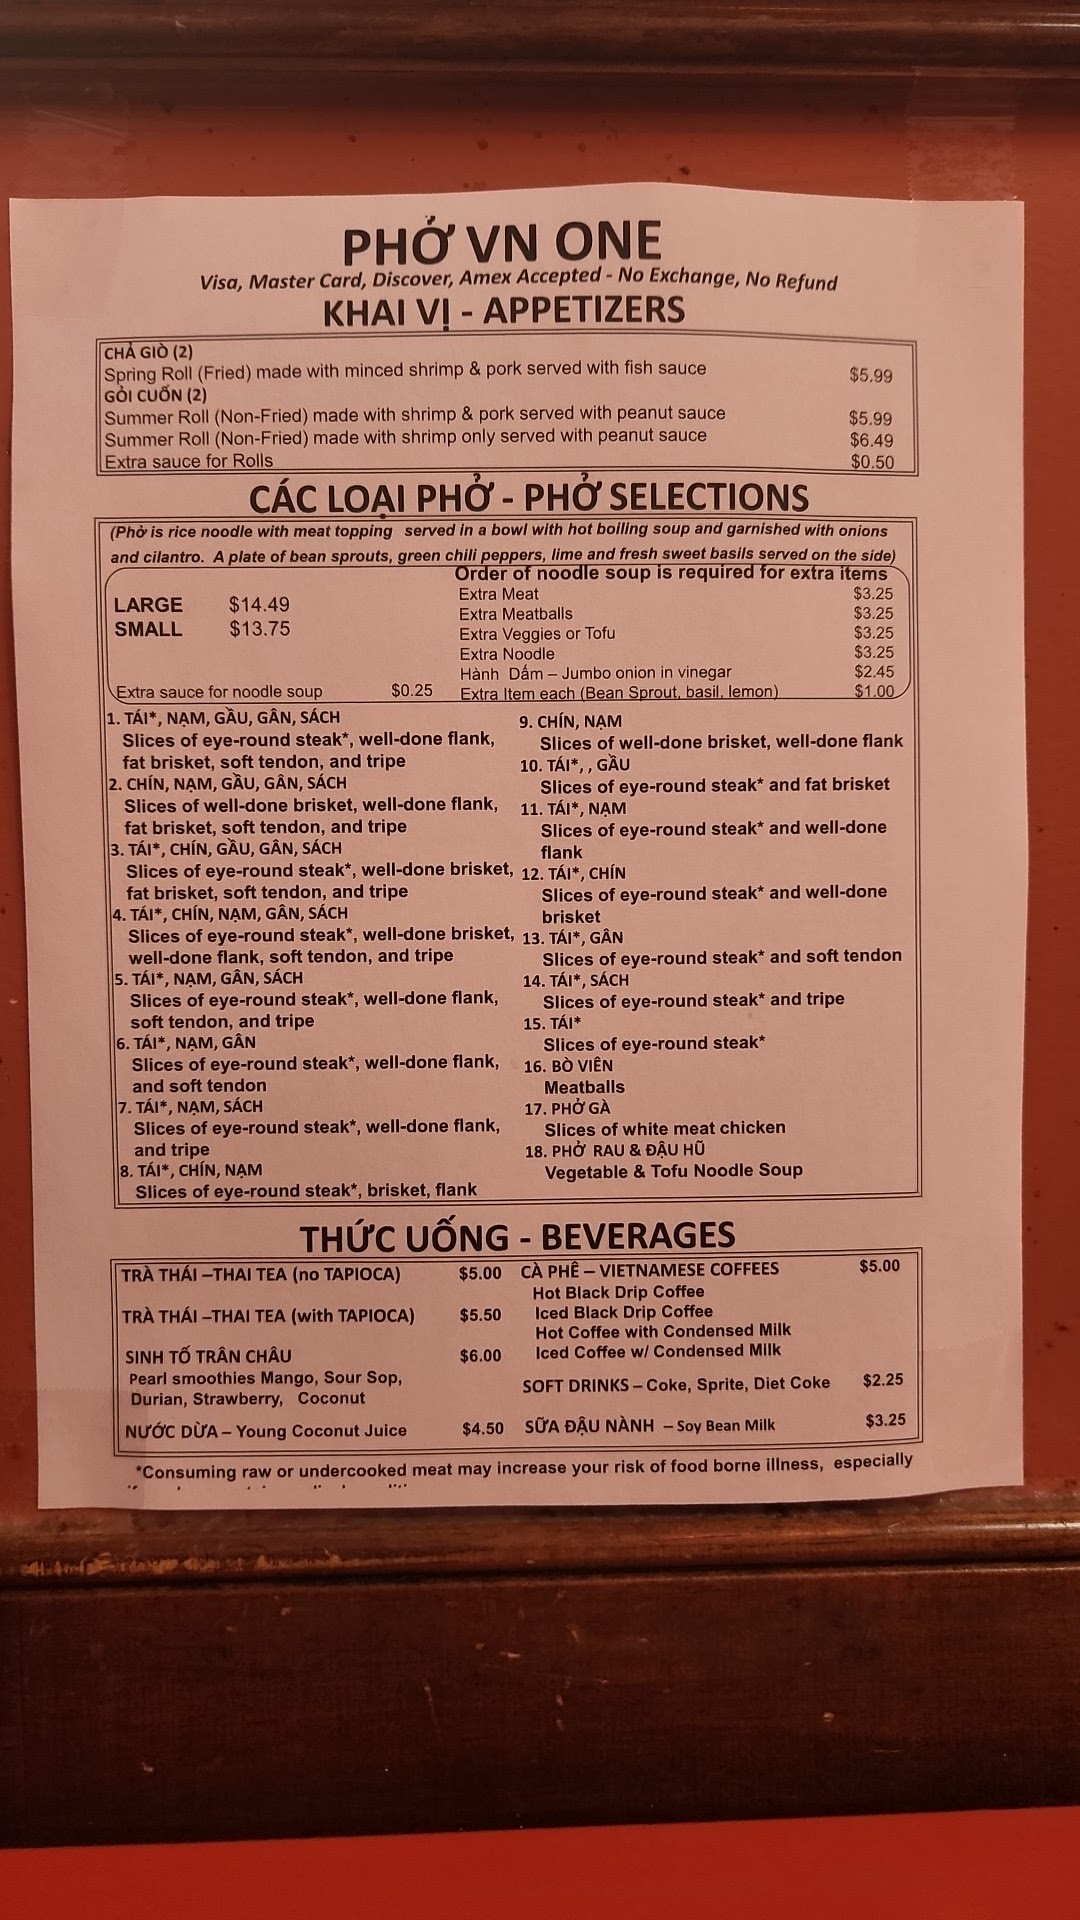 PHỞ VN ONE
Visa, Master Card, Discover, Amex Accepted - No Exchange, No Refund
KHAI VỊ - APPETIZERS
CHẢ GIÒ (2)
Spring Roll (Fried) made with minced shrimp & pork served with fish sauce $5.99
GỎI CUỐN (2)
Summer Roll (Non-Fried) made with shrimp & pork served with peanut sauce $5.99
Summer Roll (Non-Fried) made with shrimp only served with peanut sauce $6.49
Extra sauce for Rolls $0.50
CÁC LOẠI PHỞ - PHỞ SELECTIONS
(Phở is rice noodle with meat topping served in a bowl with hot boiling soup and garnished with onions
and cilantro. A plate of bean sprouts, green chili peppers, lime and fresh sweet basils served on the side)
LARGE $14.49
SMALL $13.75
Extra sauce for noodle soup $0.25
Order of noodle soup is required for extra items
Extra Meat $3.25
Extra Meatballs $3.25
Extra Veggies or Tofu $3.25
Extra Noodle $3.25
Hành Dấm – Jumbo onion in vinegar $2.45
Extra Item each (Bean Sprout, basil, lemon) $1.00
1. TÁI*, NẠM, GẦU, GÂN, SÁCH
Slices of eye-round steak*, well-done flank,
fat brisket, soft tendon, and tripe
2. CHÍN, NẠM, GẦU, GÂN, SÁCH
Slices of well-done brisket, well-done flank,
fat brisket, soft tendon, and tripe
3. TÁI*, CHÍN, GẦU, GÂN, SÁCH
Slices of eye-round steak*, well-done brisket,
fat brisket, soft tendon, and tripe
4. TÁI*, CHÍN, NẠM, GÂN, SÁCH
Slices of eye-round steak*, well-done brisket,
well-done flank, soft tendon, and tripe
5. TÁI*, NẠM, GÂN, SÁCH
Slices of eye-round steak*, well-done flank,
soft tendon, and tripe
6. TÁI*, NẠM, GÂN
Slices of eye-round steak*, well-done flank,
and soft tendon
7. TÁI*, NẠM, SÁCH
Slices of eye-round steak*, well-done flank,
and tripe
8. TÁI*, CHÍN, NẠM
Slices of eye-round steak*, brisket, flank
9. CHÍN, NẠM
Slices of well-done brisket, well-done flank
10. TÁI*, , GẦU
Slices of eye-round steak* and fat brisket
11. TÁI*, NẠM
Slices of eye-round steak* and well-done
flank
12. TÁI*, CHÍN
Slices of eye-round steak* and well-done
brisket
13. TÁI*, GÂN
Slices of eye-round steak* and soft tendon
14. TÁI*, SÁCH
Slices of eye-round steak* and tripe
15. TÁI*
Slices of eye-round steak*
16. BÒ VIÊN
Meatballs
17. PHỞ GÀ
Slices of white meat chicken
18. PHỞ RAU & ĐẬU HŨ
Vegetable & Tofu Noodle Soup
THỨC UỐNG - BEVERAGES
TRÀ THÁI –THAI TEA (no TAPIOCA) $5.00
TRÀ THÁI –THAI TEA (with TAPIOCA) $5.50
SINH TỐ TRÂN CHÂU $6.00
Pearl smoothies Mango, Sour Sop,
Durian, Strawberry, Coconut
NƯỚC DỪA – Young Coconut Juice $4.50
CÀ PHÊ – VIETNAMESE COFFEES $5.00
Hot Black Drip Coffee
Iced Black Drip Coffee
Hot Coffee with Condensed Milk
Iced Coffee w/ Condensed Milk
SOFT DRINKS – Coke, Sprite, Diet Coke $2.25
SỮA ĐẬU NÀNH – Soy Bean Milk $3.25
*Consuming raw or undercooked meat may increase your risk of food borne illness, especially